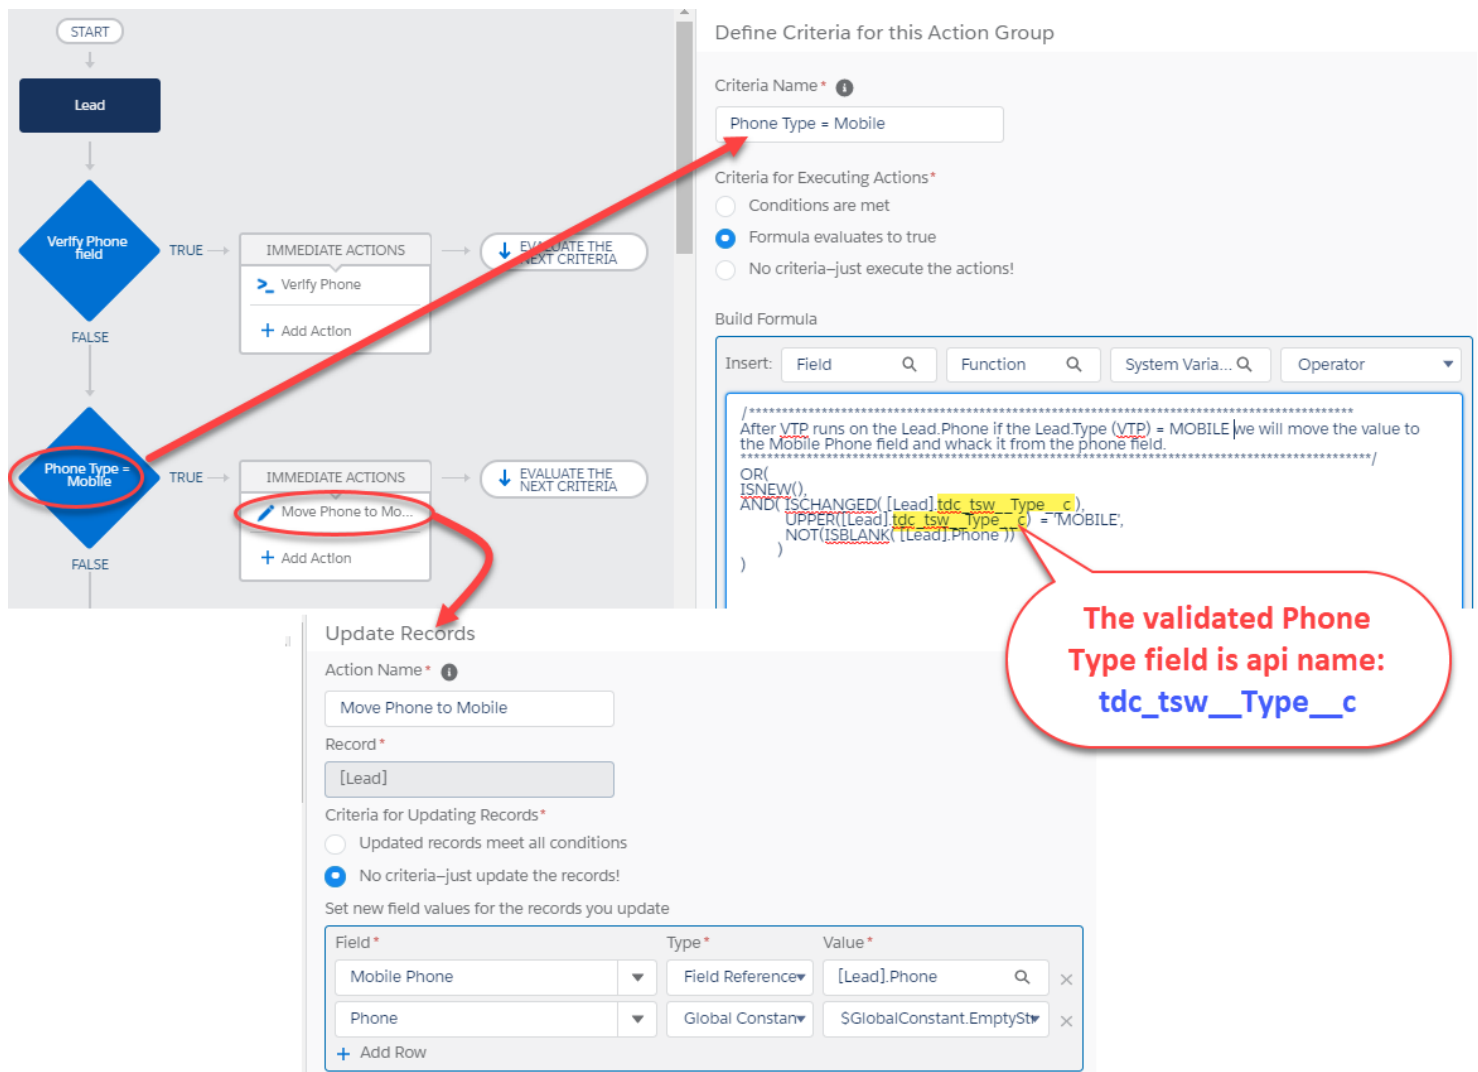 START
Lead
Verify Phone
field
TRUE
IMMEDIATE ACTIONS
EVALUATE THE
NEXT CRITERIA
>_ Verify Phone
+ Add Action
FALSE
Phone Type =
Mobile
TRUE
IMMEDIATE ACTIONS
EVALUATE THE
NEXT CRITERIA
Move Phone to Mo...
+ Add Action
FALSE
Define Criteria for this Action Group
Criteria Name*
Phone Type = Mobile
Criteria for Executing Actions*
Conditions are met
Formula evaluates to true
No criteria—just execute the actions!
Build Formula
Insert: Field Function System Varia... Operator
/********************************************************************************************
After VTP runs on the Lead.Phone if the Lead.Type (VTP) = MOBILE we will move the value to
the Mobile Phone field and whack it from the phone field.
************************************************************************************************/
OR(
ISNEW(),
AND( ISCHANGED( [Lead].tdc_tsw__Type__c ),
UPPER([Lead].tdc_tsw__Type__c) = 'MOBILE',
NOT(ISBLANK( [Lead].Phone ))
)
)
The validated Phone
Type field is api name:
tdc_tsw__Type__c
Update Records
Action Name*
Move Phone to Mobile
Record*
[Lead]
Criteria for Updating Records*
Updated records meet all conditions
No criteria—just update the records!
Set new field values for the records you update
Field* Type* Value*
Mobile Phone Field Reference [Lead].Phone
Phone Global Constan $GlobalConstant.EmptyStr
+ Add Row